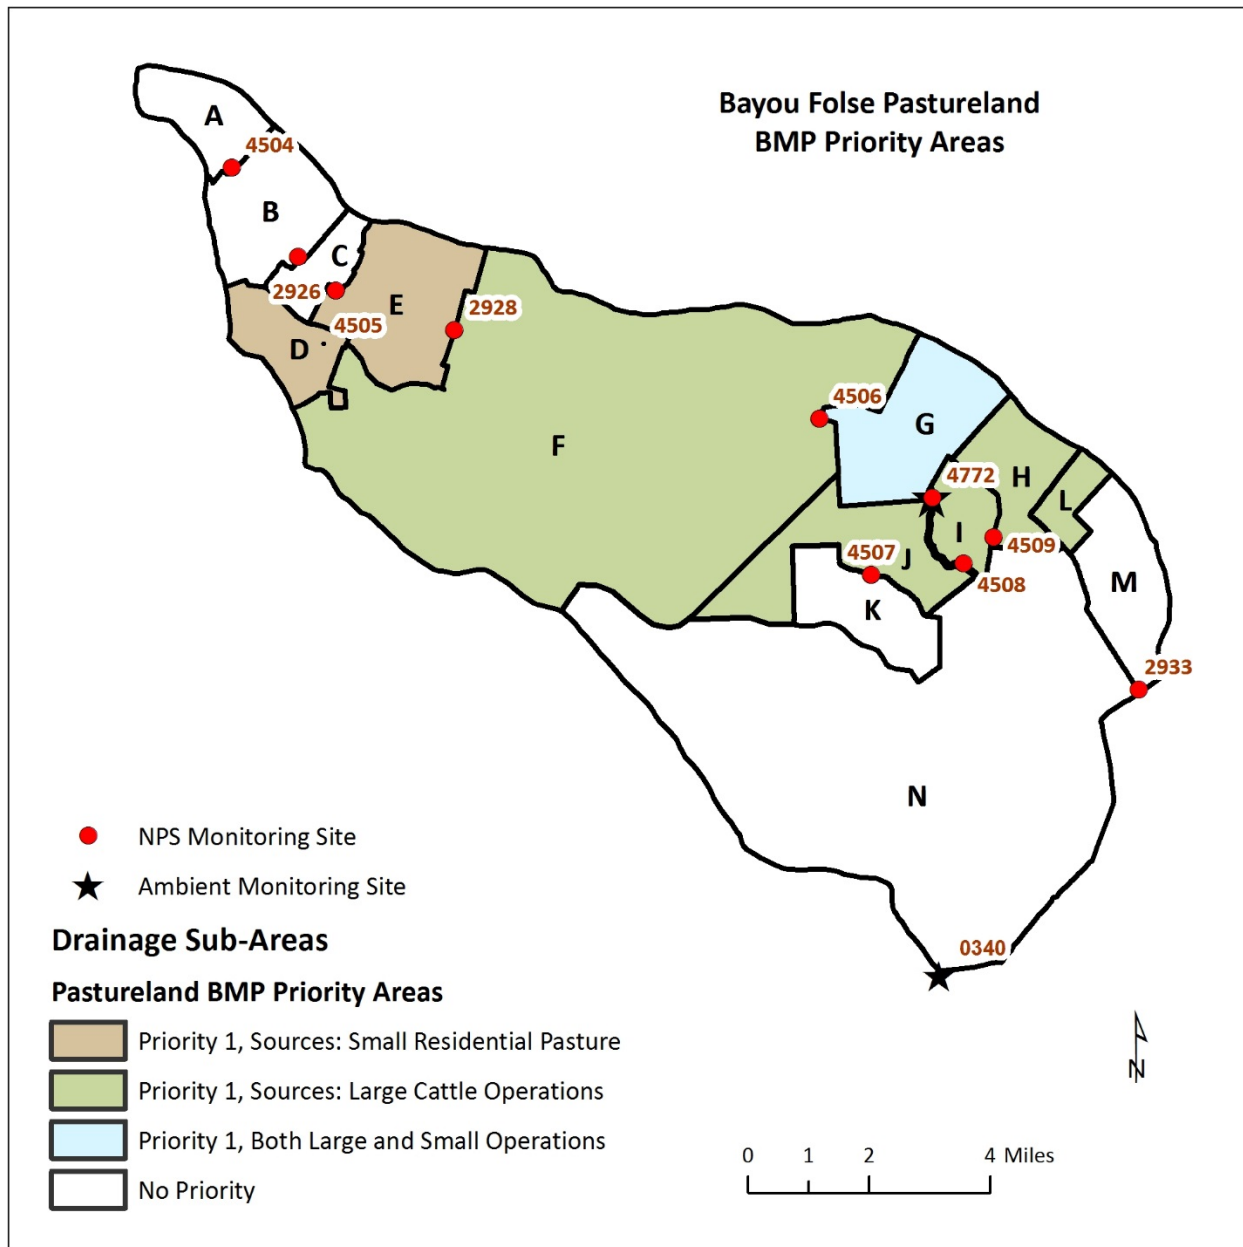 Bayou Folse Pastureland
BMP Priority Areas
A
4504
B
C
2926
E
2928
4505
D
4506
F
G
4772
H
L
I
4509
4507
J
4508
M
K
2933
N
0340
NPS Monitoring Site
Ambient Monitoring Site
Drainage Sub-Areas
Pastureland BMP Priority Areas
Priority 1, Sources: Small Residential Pasture
Priority 1, Sources: Large Cattle Operations
Priority 1, Both Large and Small Operations
No Priority
N
0 1 2 4 Miles